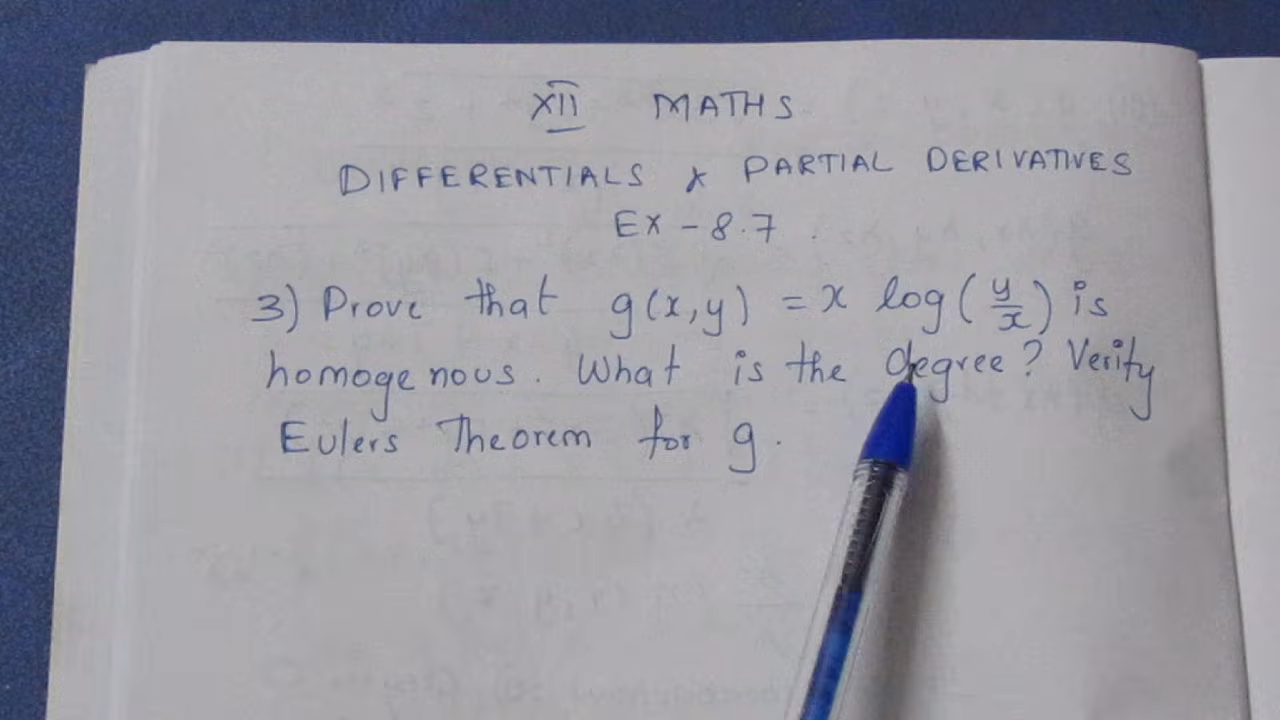 XII MATHS
DIFFERENTIALS & PARTIAL DERIVATIVES
Ex - 8.7
3) Prove that g(x,y) = x log(y/x) is
homogenous. What is the degree? Verify
Eulers Theorem for g.